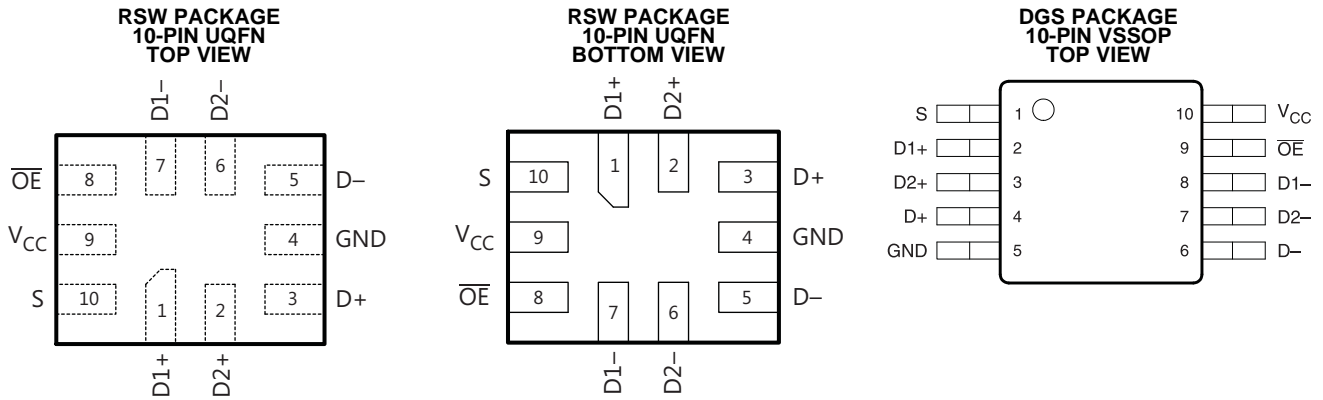 RSW PACKAGE
10-PIN UQFN
TOP VIEW
D1–
D2–
7
6
OE
8
5
D–
VCC
9
4
GND
S
10
3
D+
1
2
D1+
D2+
RSW PACKAGE
10-PIN UQFN
BOTTOM VIEW
D1+
D2+
1
2
S
10
3
D+
VCC
9
4
GND
OE
8
5
D–
7
6
D1–
D2–
DGS PACKAGE
10-PIN VSSOP
TOP VIEW
S
1
10
VCC
D1+
2
9
OE
D2+
3
8
D1–
D+
4
7
D2–
GND
5
6
D–